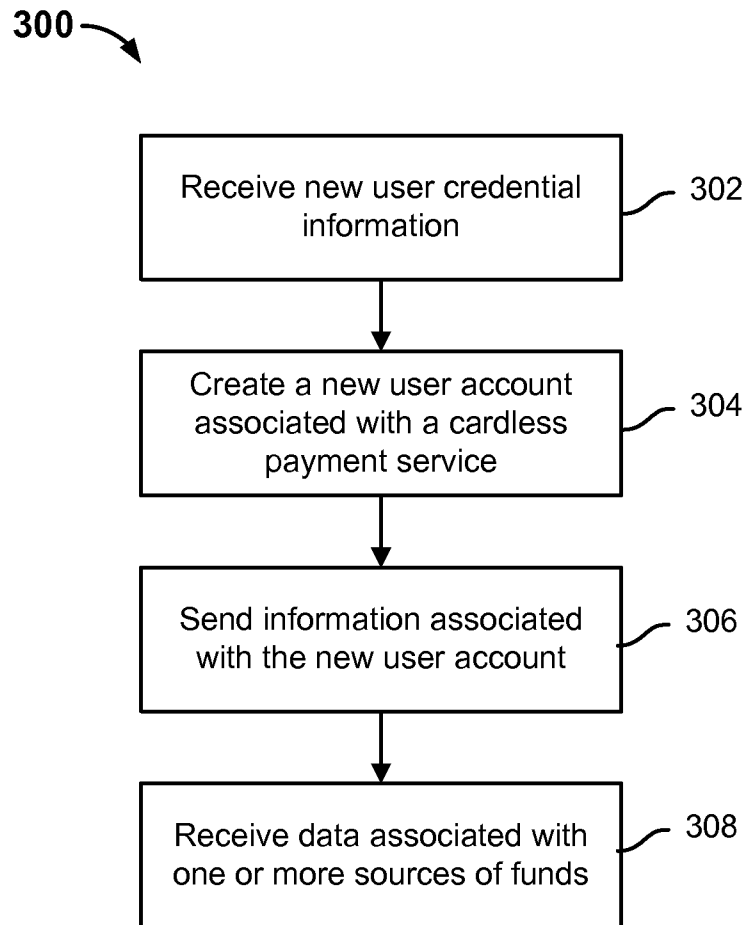 300
Receive new user credential
information
302
Create a new user account
associated with a cardless
payment service
304
Send information associated
with the new user account
306
Receive data associated with
one or more sources of funds
308